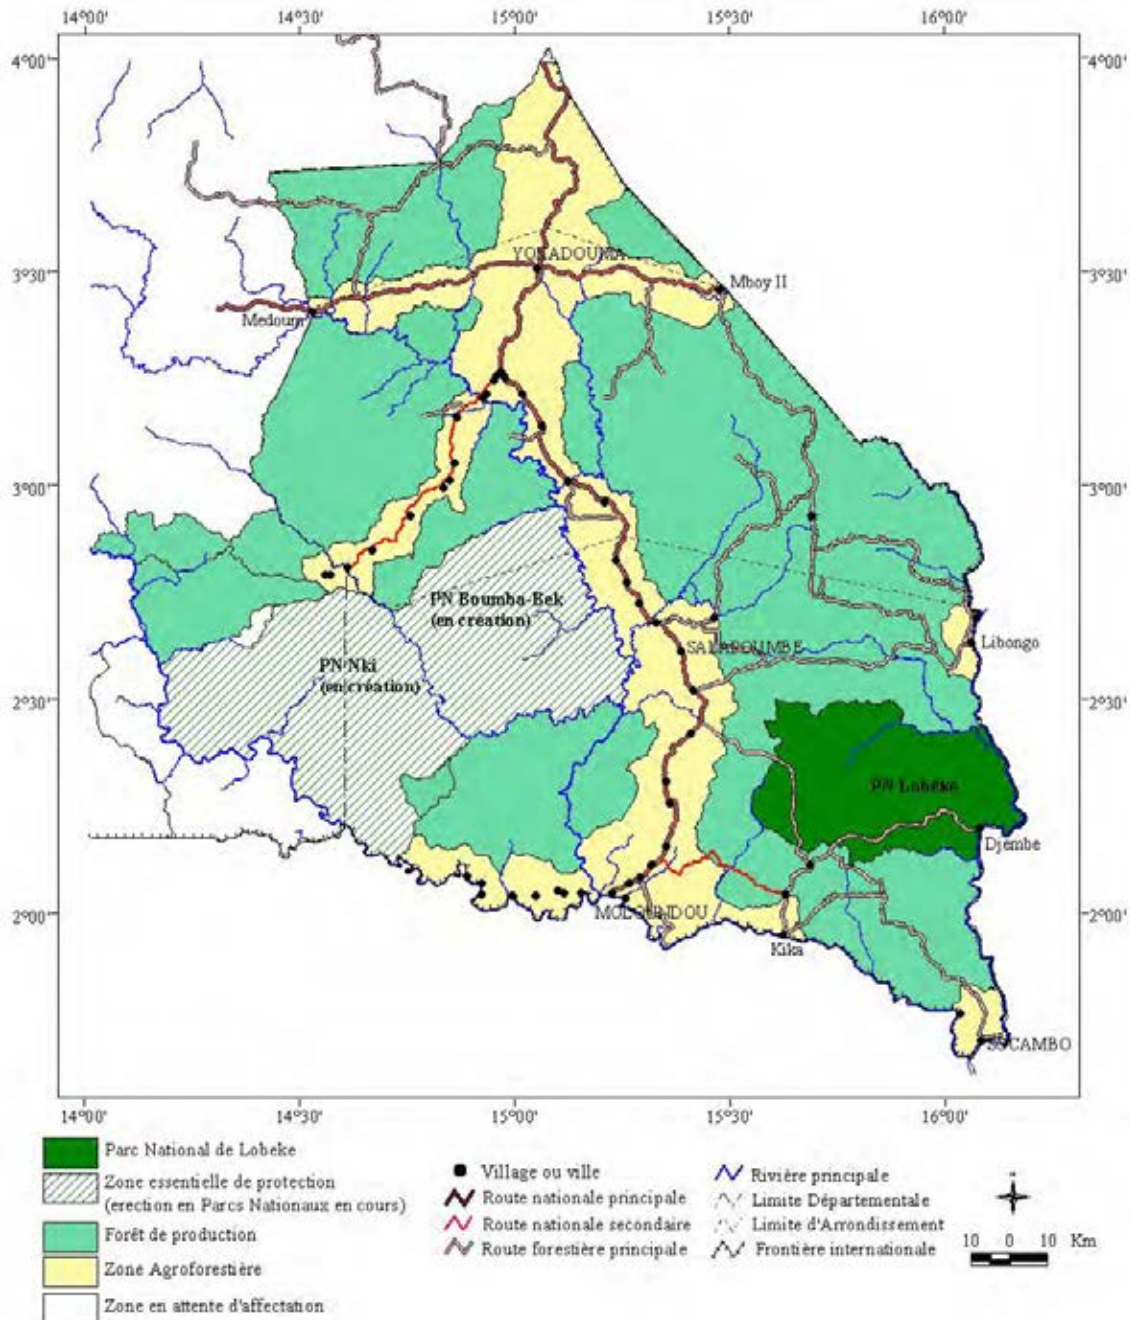 14°00' 14°30' 15°00' 15°30' 16°00'
4°00' 4°00'
YOKADOUMA
3°30' 3°30'
Mboy II
Medoum
3°00' 3°00'
PN Boumba-Bek
(en création)
Libongo
SALAPOUMBE
PN Nki
(en création)
2°30' 2°30'
PN Lobéké
Djembe
2°00' 2°00'
MOLOUNDOU
Kika
SOCAMBO
14°00' 14°30' 15°00' 15°30' 16°00'
Parc National de Lobeke
Zone essentielle de protection
(erection en Parcs Nationaux en cours)
Forêt de production
Zone Agroforestière
Zone en attente d'affectation
Village ou ville
Route nationale principale
Route nationale secondaire
Route forestière principale
Rivière principale
Limite Départementale
Limite d'Arrondissement
Frontière internationale
10 0 10 Km